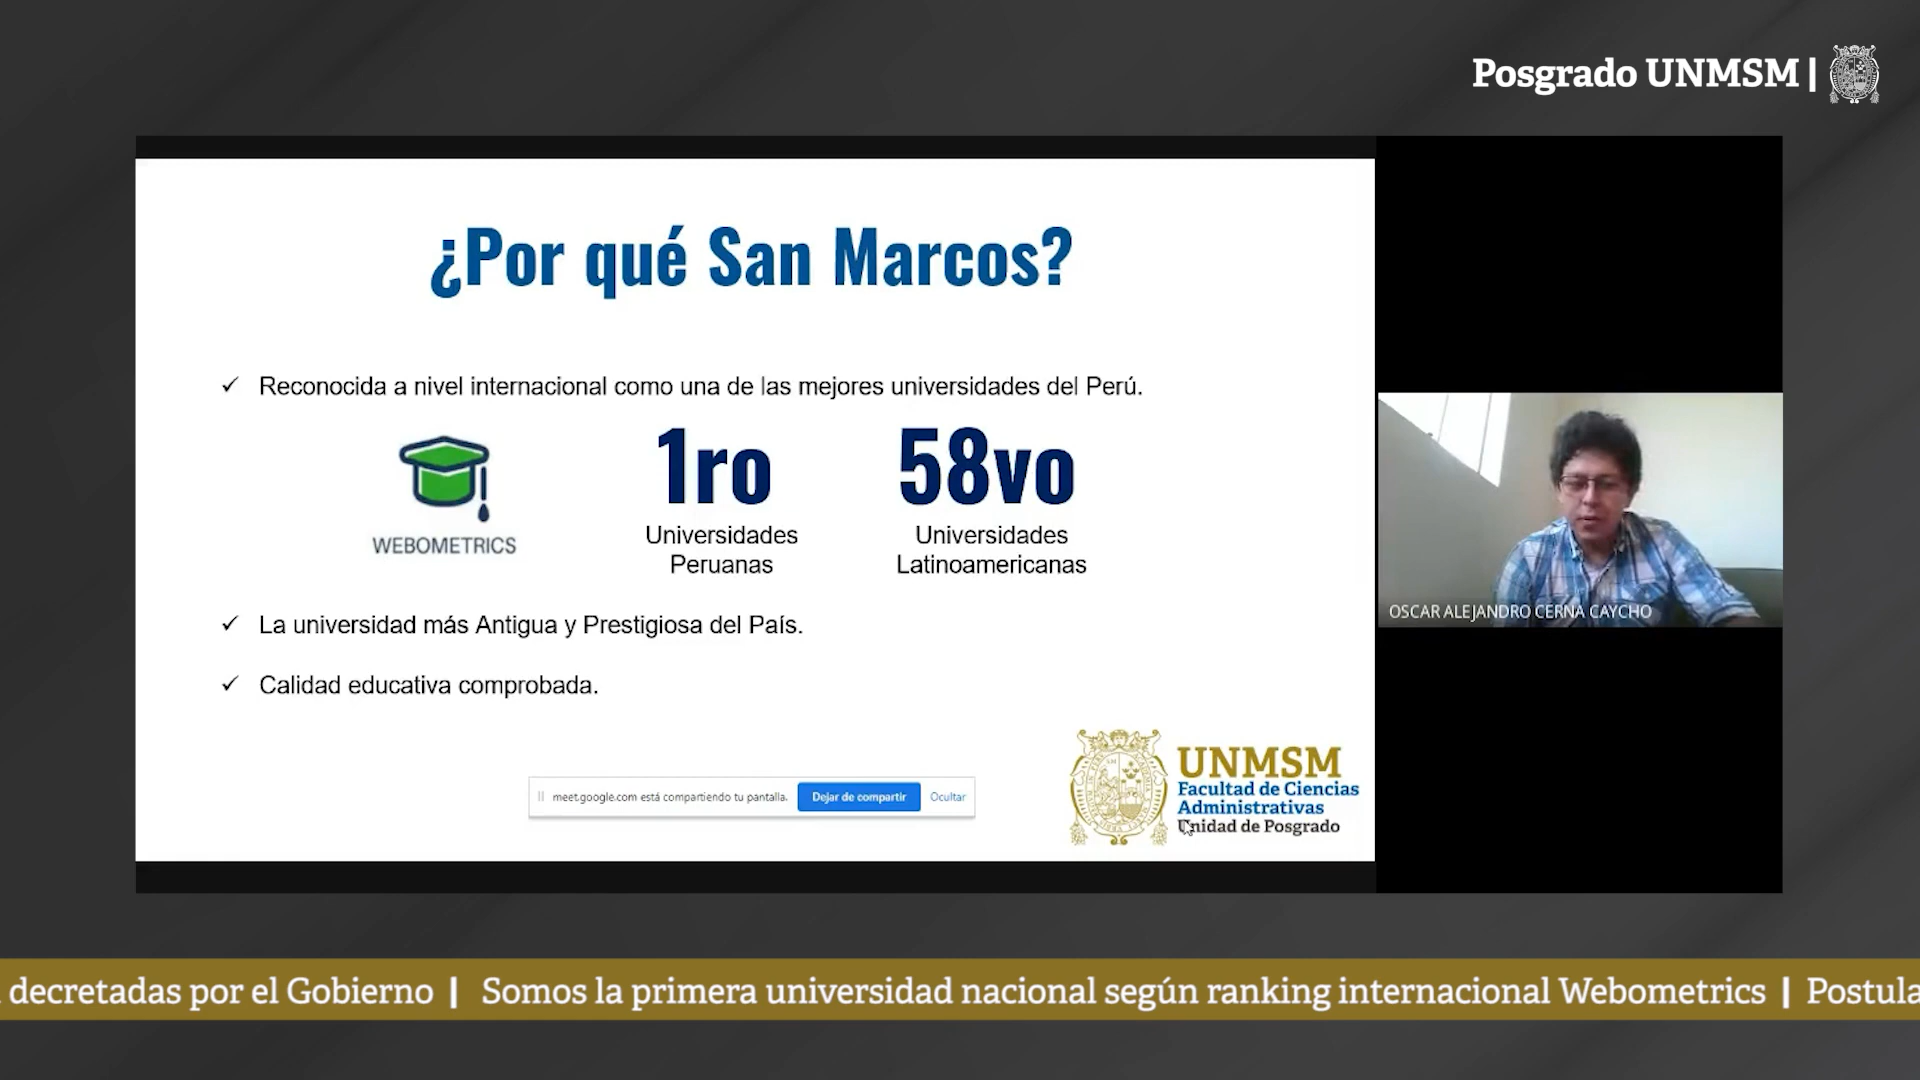 Posgrado UNMSM |
¿Por qué San Marcos?
✓ Reconocida a nivel internacional como una de las mejores universidades del Perú.
WEBOMETRICS
1ro
Universidades
Peruanas
58vo
Universidades
Latinoamericanas
✓ La universidad más Antigua y Prestigiosa del País.
✓ Calidad educativa comprobada.
meet.google.com está compartiendo tu pantalla. Dejar de compartir Ocultar
UNMSM
Facultad de Ciencias
Administrativas
Unidad de Posgrado
OSCAR ALEJANDRO CERNA CAYCHO
decretadas por el Gobierno | Somos la primera universidad nacional según ranking internacional Webometrics | Postula